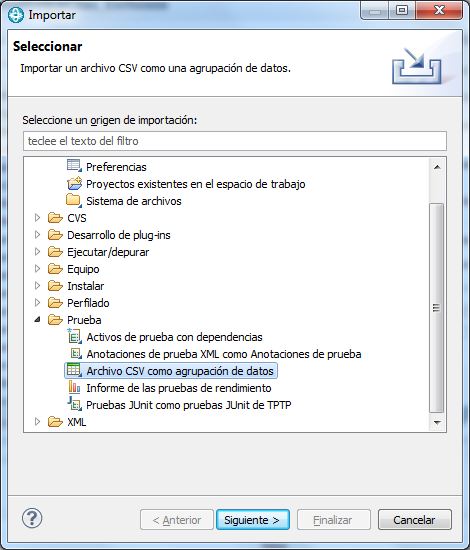 Importar
Seleccionar
Importar un archivo CSV como una agrupación de datos.
Seleccione un origen de importación:
teclee el texto del filtro
Preferencias
Proyectos existentes en el espacio de trabajo
Sistema de archivos
CVS
Desarrollo de plug-ins
Ejecutar/depurar
Equipo
Instalar
Perfilado
Prueba
Activos de prueba con dependencias
Anotaciones de prueba XML como Anotaciones de prueba
Archivo CSV como agrupación de datos
Informe de las pruebas de rendimiento
Pruebas JUnit como pruebas JUnit de TPTP
XML
? < Anterior Siguiente > Finalizar Cancelar